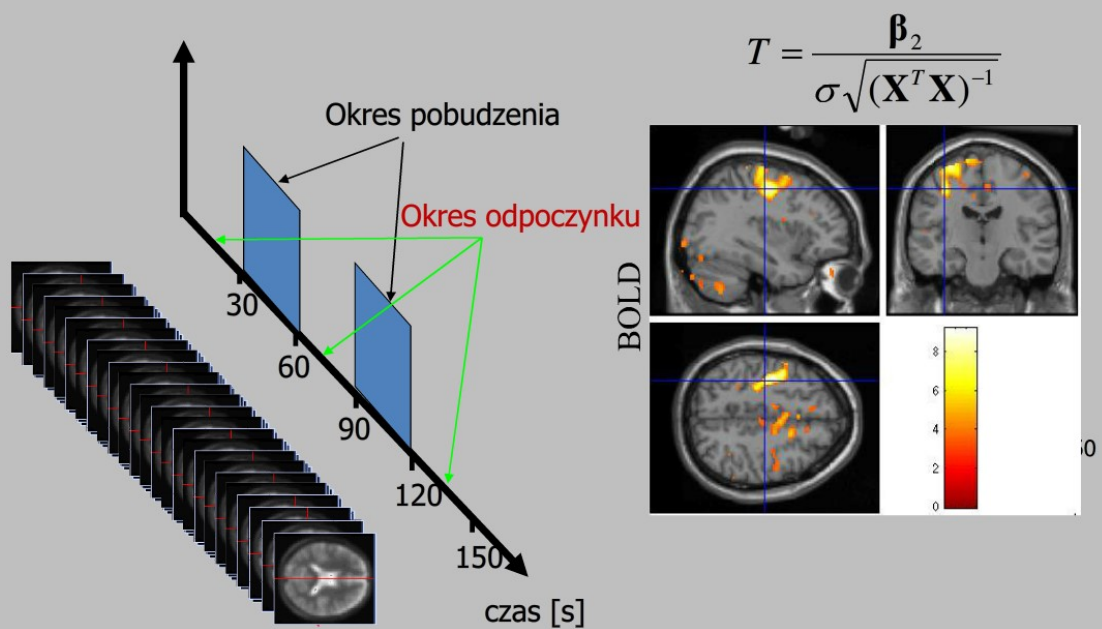 T = β₂ / σ√(XᵀX)⁻¹
Okres pobudzenia
Okres odpoczynku
30
60
90
120
150
czas [s]
BOLD
8
6
4
2
0